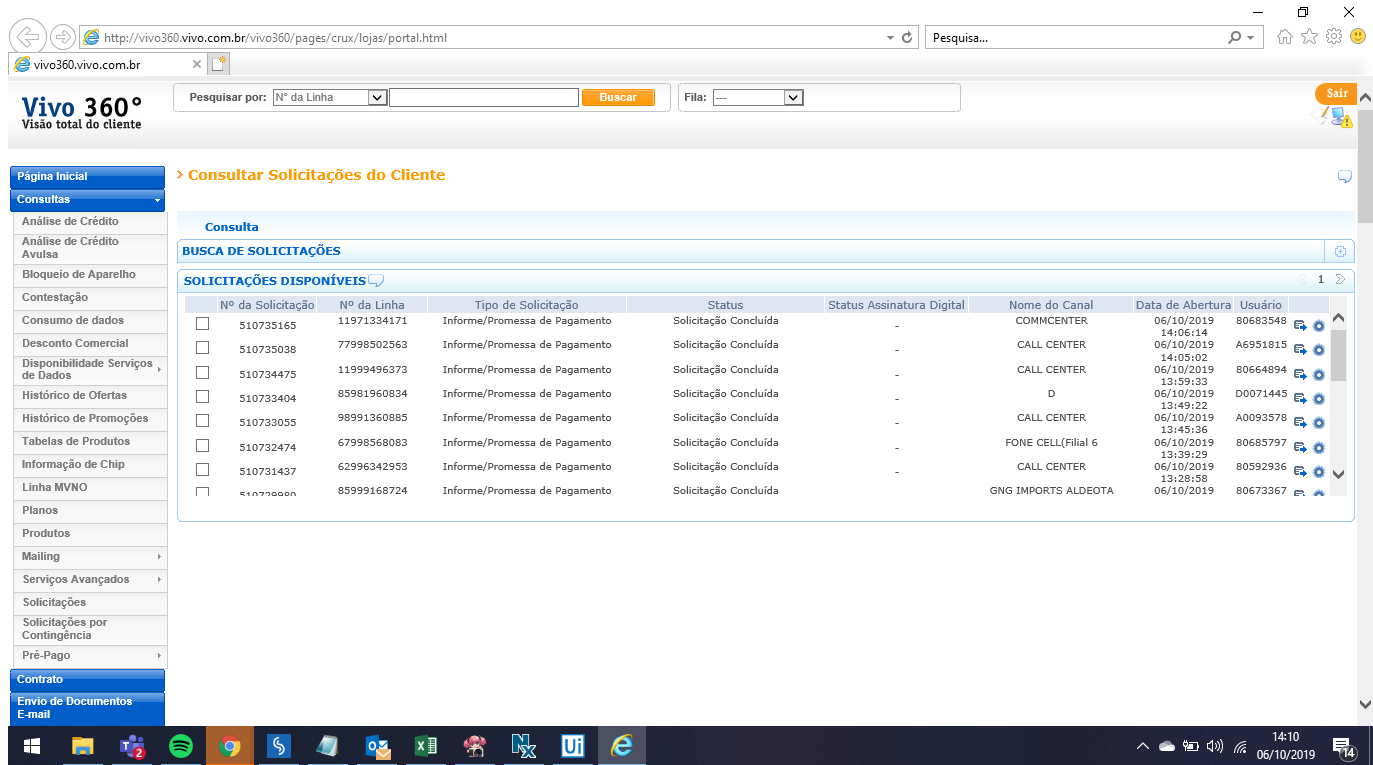 http://vivo360.vivo.com.br/vivo360/pages/crux/lojas/portal.html
Pesquisa...
vivo360.vivo.com.br
Vivo 360°
Visão total do cliente
Pesquisar por: N° da Linha Buscar Fila: ---
Sair
Página Inicial
Consultas
Análise de Crédito
Análise de Crédito
Avulsa
Bloqueio de Aparelho
Contestação
Consumo de dados
Desconto Comercial
Disponibilidade Serviços
de Dados
Histórico de Ofertas
Histórico de Promoções
Tabelas de Produtos
Informação de Chip
Linha MVNO
Planos
Produtos
Mailing
Serviços Avançados
Solicitações
Solicitações por
Contingência
Pré-Pago
Contrato
Envio de Documentos
E-mail
> Consultar Solicitações do Cliente
Consulta
BUSCA DE SOLICITAÇÕES
SOLICITAÇÕES DISPONÍVEIS 1
Nº da Solicitação Nº da Linha Tipo de Solicitação Status Status Assinatura Digital Nome do Canal Data de Abertura Usuário
510735165 11971334171 Informe/Promessa de Pagamento Solicitação Concluída - COMMCENTER 06/10/2019 14:06:14 80683548
510735038 77998502563 Informe/Promessa de Pagamento Solicitação Concluída - CALL CENTER 06/10/2019 14:05:02 A6951815
510734475 11999496373 Informe/Promessa de Pagamento Solicitação Concluída - CALL CENTER 06/10/2019 13:59:33 80664894
510733404 85981960834 Informe/Promessa de Pagamento Solicitação Concluída - D 06/10/2019 13:49:22 D0071445
510733055 98991360885 Informe/Promessa de Pagamento Solicitação Concluída - CALL CENTER 06/10/2019 13:45:36 A0093578
510732474 67998568083 Informe/Promessa de Pagamento Solicitação Concluída - FONE CELL(Filial 6 06/10/2019 13:39:29 80685797
510731437 62996342953 Informe/Promessa de Pagamento Solicitação Concluída - CALL CENTER 06/10/2019 13:28:58 80592936
510729980 85999168724 Informe/Promessa de Pagamento Solicitação Concluída GNG IMPORTS ALDEOTA 06/10/2019 80673367
2
Ui
14:10
06/10/2019
14